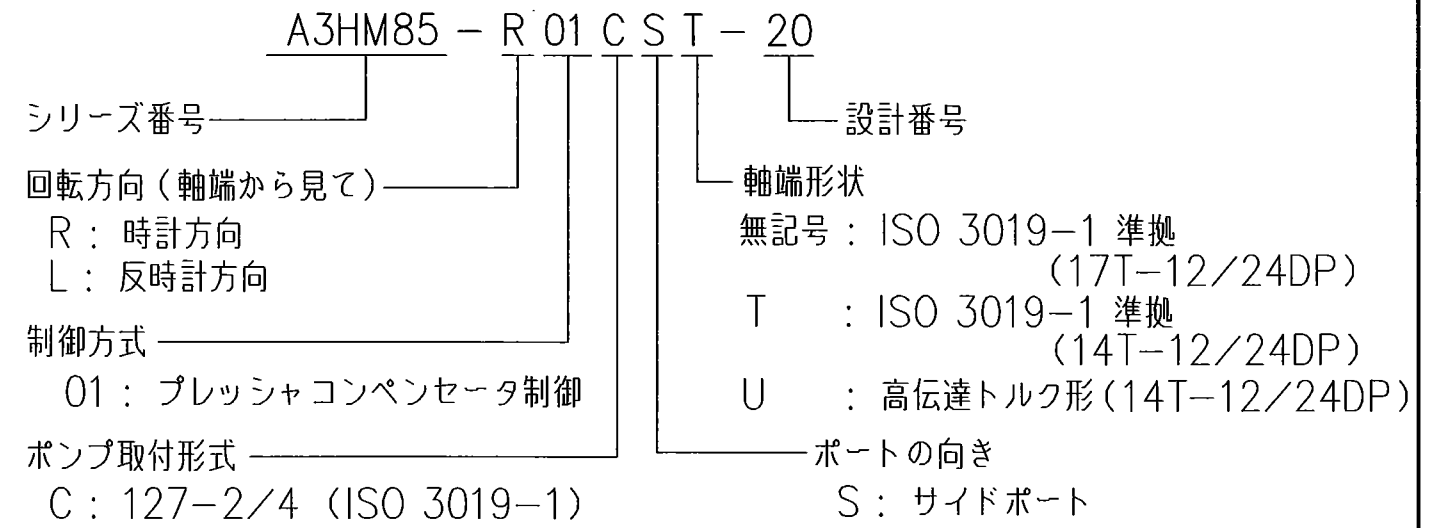 A3HM85 - R 01 C S T - 20
シリーズ番号
設計番号
回転方向(軸端から見て)
R : 時計方向
L : 反時計方向
軸端形状
無記号 : ISO 3019-1 準拠
(17T-12/24DP)
T : ISO 3019-1 準拠
(14T-12/24DP)
U : 高伝達トルク形(14T-12/24DP)
制御方式
01 : プレッシャコンペンセータ制御
ポンプ取付形式
C : 127-2/4 (ISO 3019-1)
ポートの向き
S : サイドポート